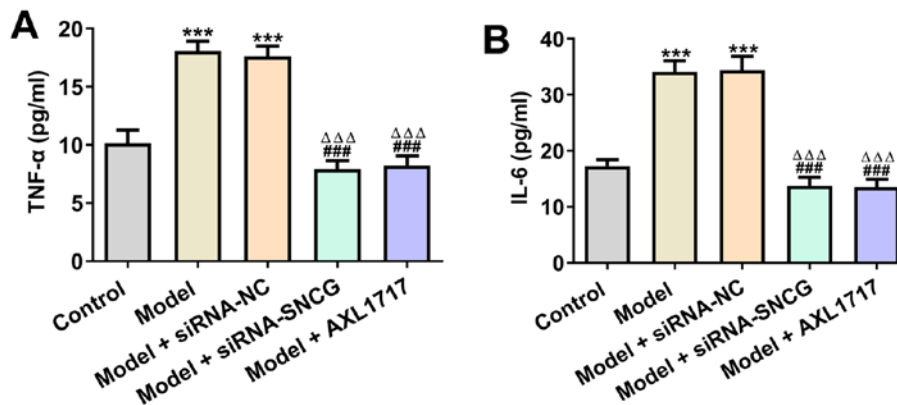 A
TNF-α (pg/ml)
20
15
10
5
0
***
***
ΔΔΔ
###
ΔΔΔ
###
Control
Model
Model + siRNA-NC
Model + siRNA-SNCG
Model + AXL1717
B
IL-6 (pg/ml)
40
30
20
10
0
***
***
ΔΔΔ
###
ΔΔΔ
###
Control
Model
Model + siRNA-NC
Model + siRNA-SNCG
Model + AXL1717